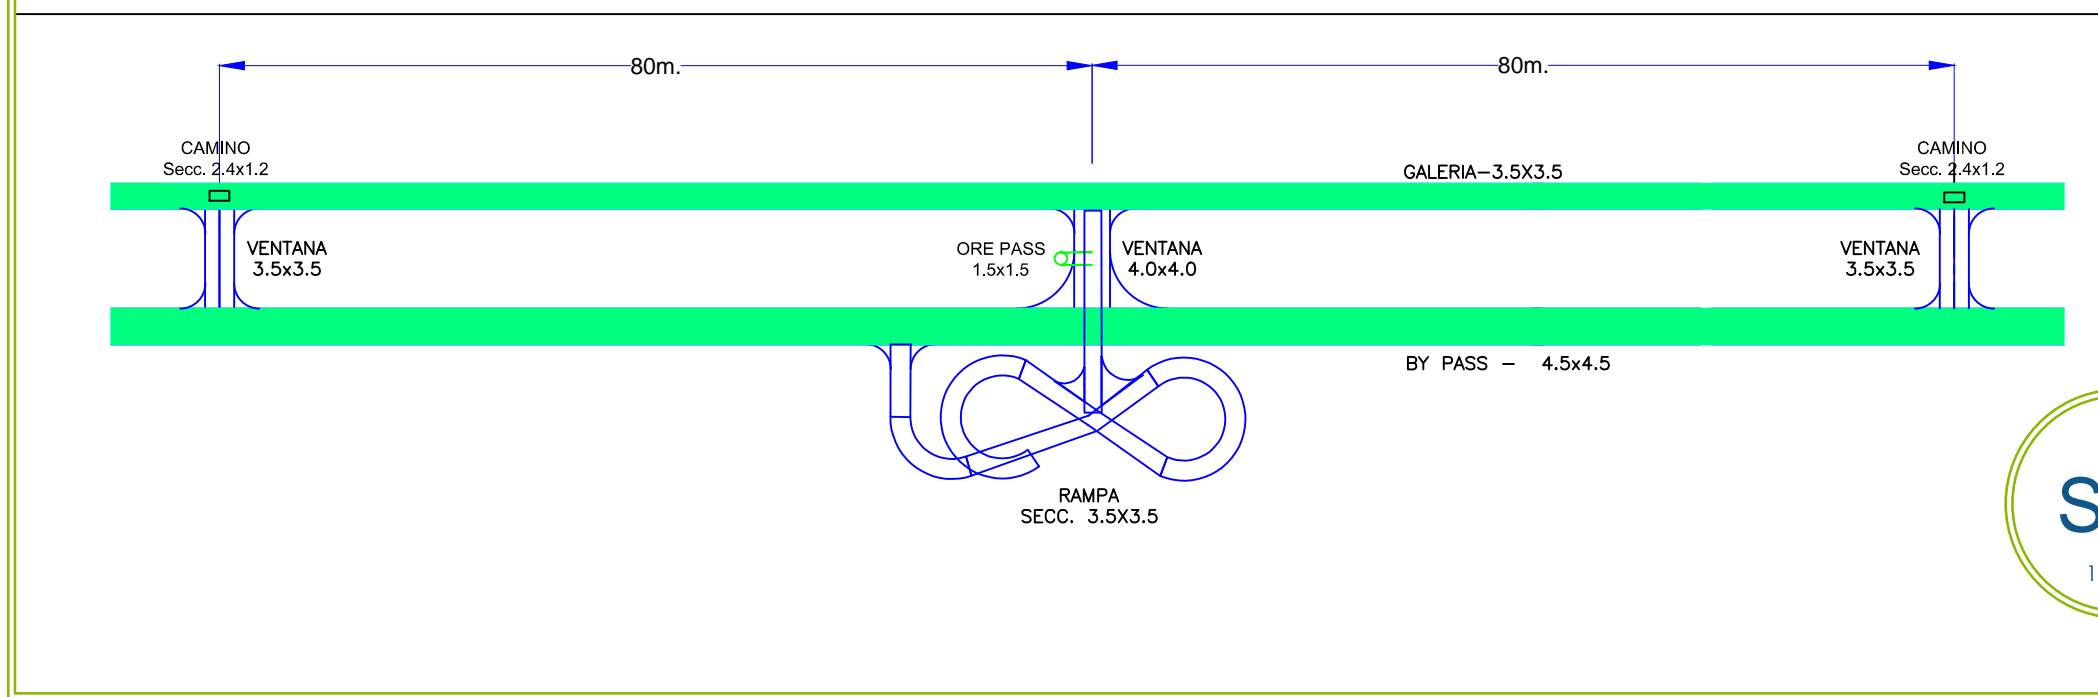 80m.
80m.
CAMINO
Secc. 2.4x1.2
CAMINO
Secc. 2.4x1.2
GALERIA-3.5X3.5
VENTANA
3.5x3.5
ORE PASS
1.5x1.5
VENTANA
4.0x4.0
VENTANA
3.5x3.5
BY PASS - 4.5x4.5
RAMPA
SECC. 3.5X3.5
S
1